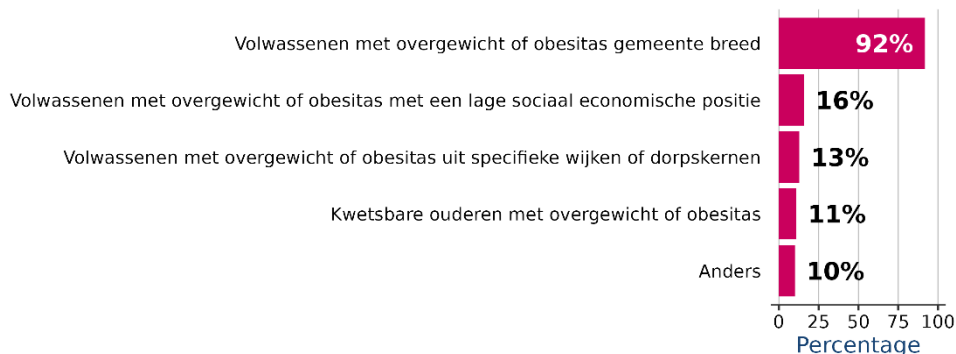 Volwassenen met overgewicht of obesitas gemeente breed 92%
Volwassenen met overgewicht of obesitas met een lage sociaal economische positie 16%
Volwassenen met overgewicht of obesitas uit specifieke wijken of dorpskernen 13%
Kwetsbare ouderen met overgewicht of obesitas 11%
Anders 10%
0 25 50 75 100
Percentage